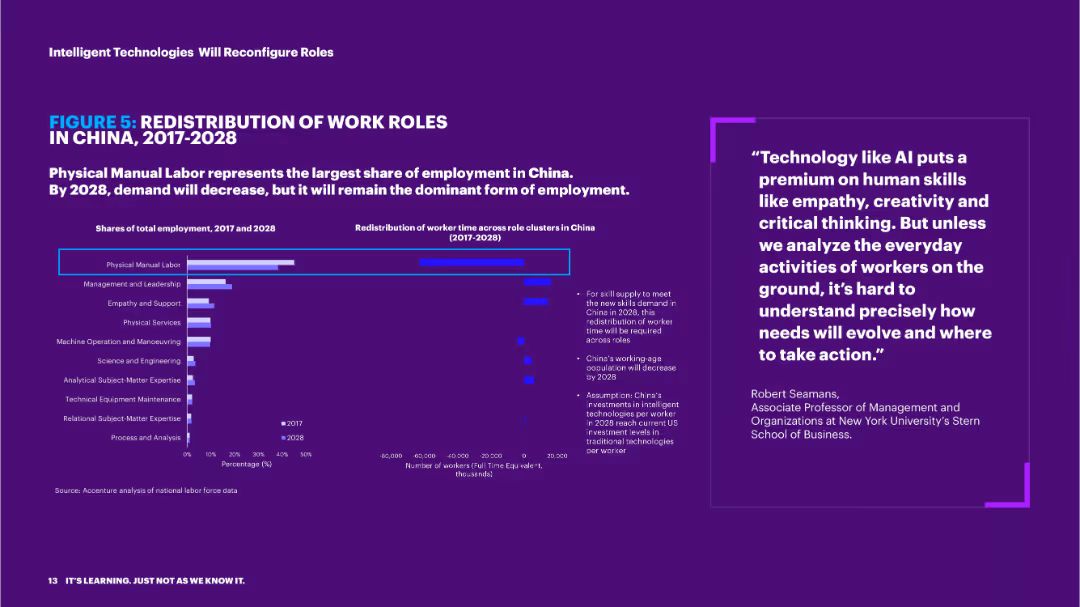 Intelligent Technologies Will Reconfigure Roles
FIGURE 5: REDISTRIBUTION OF WORK ROLES
IN CHINA, 2017-2028
Physical Manual Labor represents the largest share of employment in China.
By 2028, demand will decrease, but it will remain the dominant form of employment.
Shares of total employment, 2017 and 2028
Physical Manual Labor
Management and Leadership
Empathy and Support
Physical Services
Machine Operation and Manoeuvring
Science and Engineering
Analytical Subject-Matter Expertise
Technical Equipment Maintenance
Relational Subject-Matter Expertise
Process and Analysis
2017
2028
0%
10%
20%
30%
40%
50%
Percentage (%)
Redistribution of worker time across role clusters in China
(2017-2028)
-80,000
-60,000
-40,000
-20,000
0
20,000
Number of workers (Full Time Equivalent,
thousands)
• For skill supply to meet
the new skills demand in
China in 2028, this
redistribution of worker
time will be required
across roles
• China's working-age
population will decrease
by 2028
• Assumption: China's
investments in intelligent
technologies per worker
in 2028 reach current US
investment levels in
traditional technologies
per worker
Source: Accenture analysis of national labor force data
“Technology like AI puts a
premium on human skills
like empathy, creativity and
critical thinking. But unless
we analyze the everyday
activities of workers on the
ground, it’s hard to
understand precisely how
needs will evolve and where
to take action.”
Robert Seamans,
Associate Professor of Management and
Organizations at New York University’s Stern
School of Business.
13 IT’S LEARNING. JUST NOT AS WE KNOW IT.